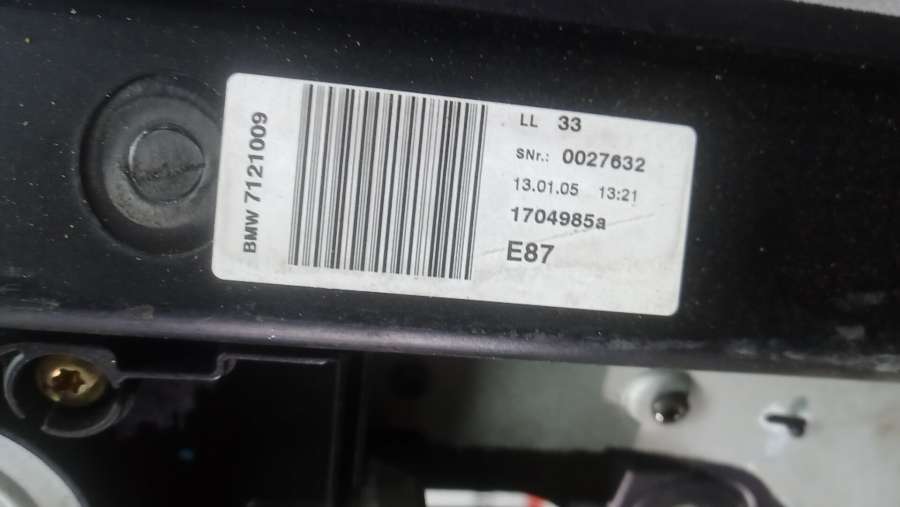 BMW 7121009
LL 33
SNr.: 0027632
13.01.05 13:21
1704985a
E87